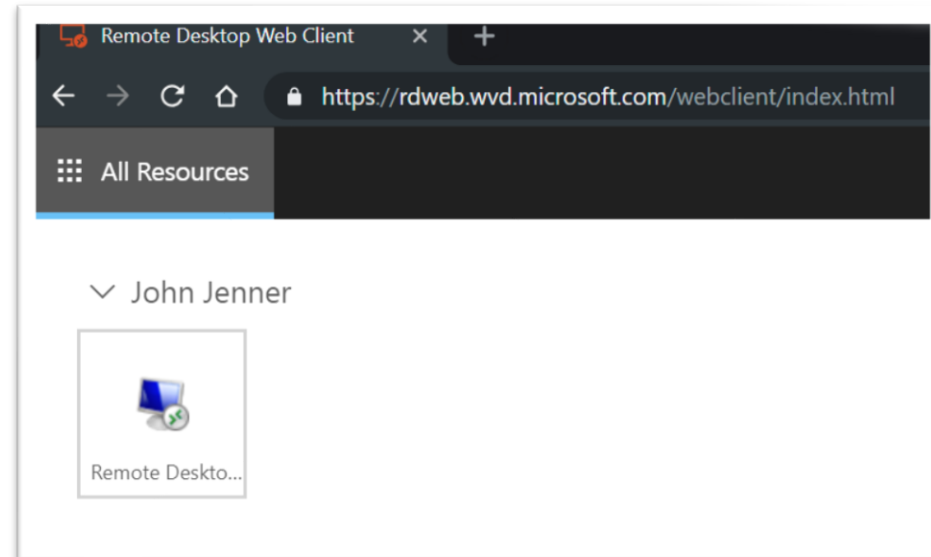 Remote Desktop Web Client
https://rdweb.wvd.microsoft.com/webclient/index.html
All Resources
John Jenner
Remote Deskto...